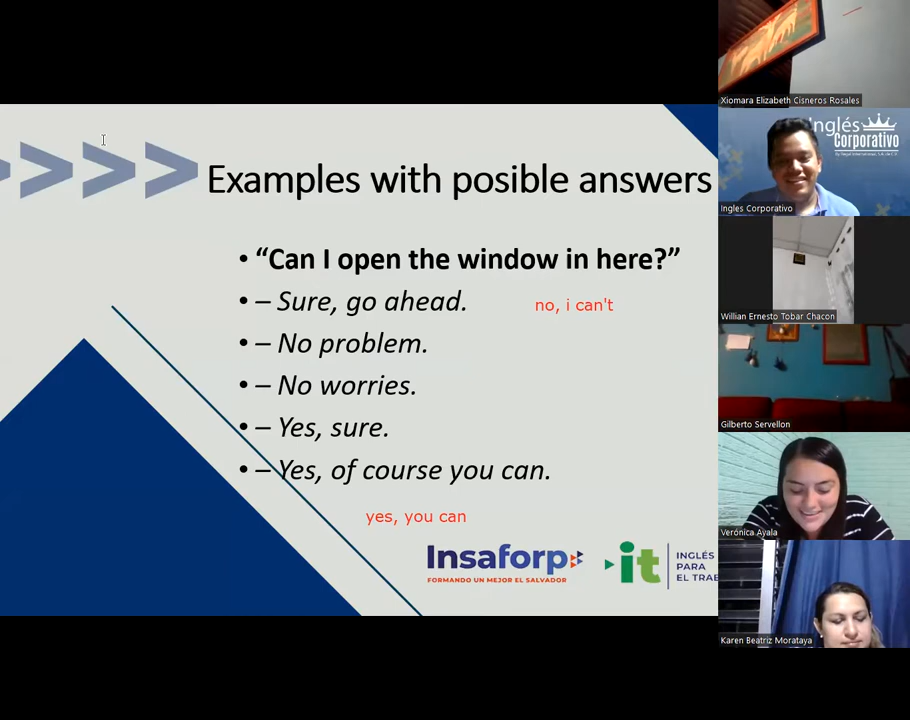 Examples with posible answers
• “Can I open the window in here?”
• – Sure, go ahead.
no, i can't
• – No problem.
• – No worries.
• – Yes, sure.
• – Yes, of course you can.
yes, you can
Insaforp
FORMANDO UN MEJOR EL SALVADOR
it
INGLÉS
PARA
EL TRA
Xiomara Elizabeth Cisneros Rosales
Inglés
Corporativo
Ingles Corporativo
Willian Ernesto Tobar Chacon
Gilberto Servellon
Verónica Ayala
Karen Beatriz Morataya